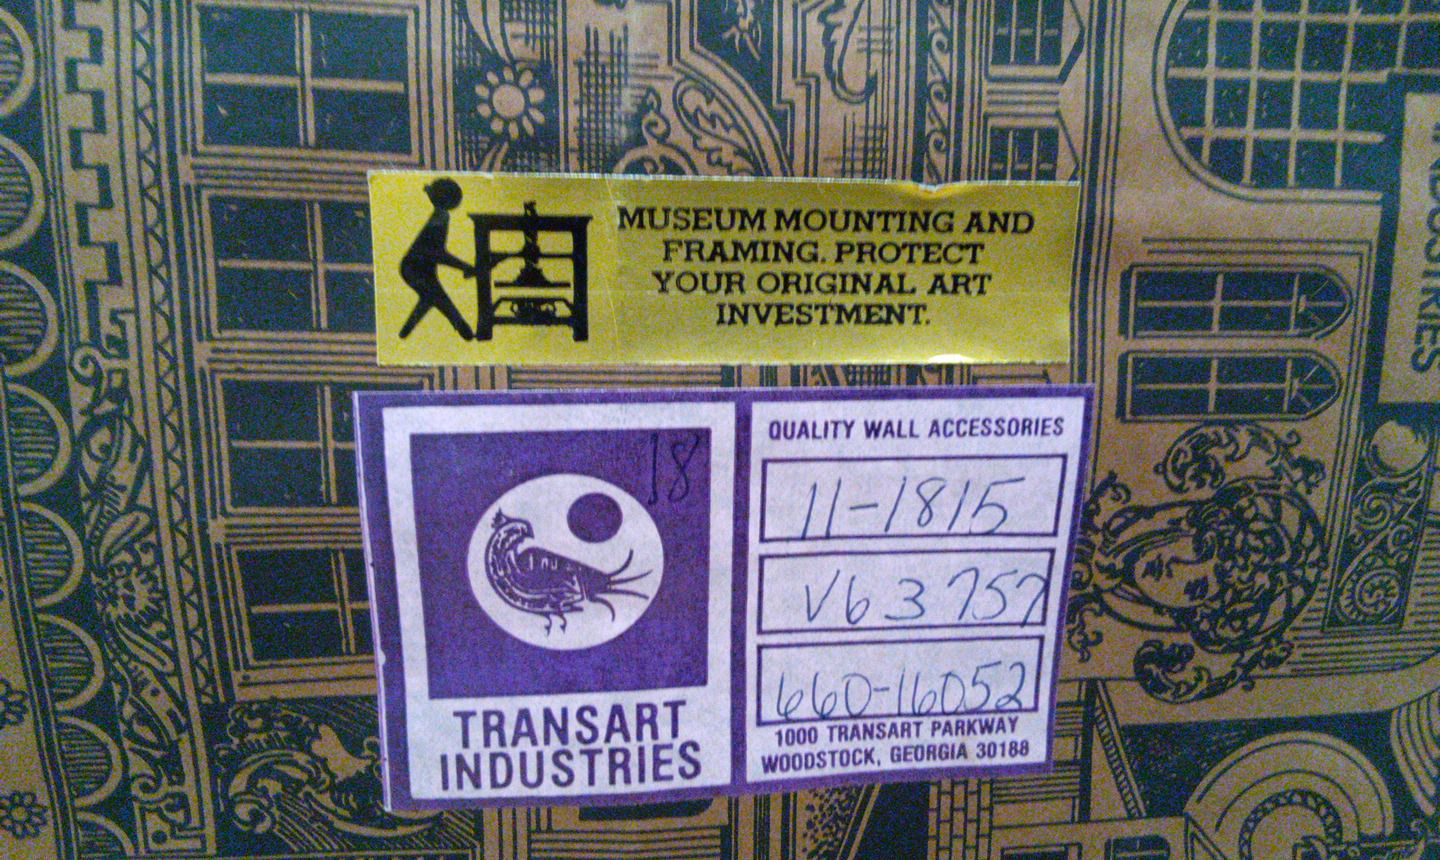 MUSEUM MOUNTING AND
FRAMING. PROTECT
YOUR ORIGINAL ART
INVESTMENT.
18
TRANSART
INDUSTRIES
QUALITY WALL ACCESSORIES
11-1815
V63757
660-16052
1000 TRANSART PARKWAY
WOODSTOCK, GEORGIA 30188